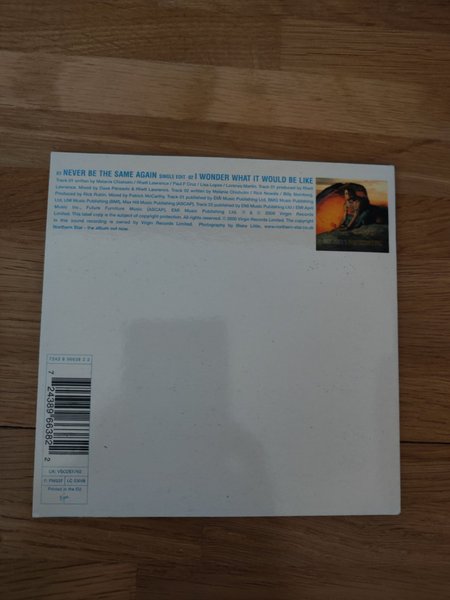 01 NEVER BE THE SAME AGAIN SINGLE EDIT 02 I WONDER WHAT IT WOULD BE LIKE
Track 01 written by Melanie Chisholm / Rhett Lawrence / Paul F Cruz / Lisa Lopes / Lorenzo Martin. Track 01 produced by Rhett
Lawrence. Mixed by Dave Pensado & Rhett Lawrence. Track 02 written by Melanie Chisholm / Rick Nowels / Billy Steinberg.
Produced by Rick Rubin. Mixed by Patrick McCarthy. Track 01 published by EMI Music Publishing Ltd, BMG Music Publishing
Ltd, UW Music Publishing (BMI), Max Hill Music Publishing (ASCAP). Track 02 published by EMI Music Publishing Ltd / EMI April
Music Inc., Future Furniture Music, (ASCAP), EMI Music Publishing Ltd. ℗ & © 2000 Virgin Records
Limited. This label copy is the subject of copyright protection. All rights reserved. © 2000 Virgin Records Limited. The copyright
in this sound recording is owned by Virgin Records Limited. Photography by Blake Little. www.northern-star.co.uk
Northern Star - the album out now.
7243 8 96638 2 2
7 24389 66382 2
UK: VSCDE1762
F: PM527 LC 03098
Printed in the EU